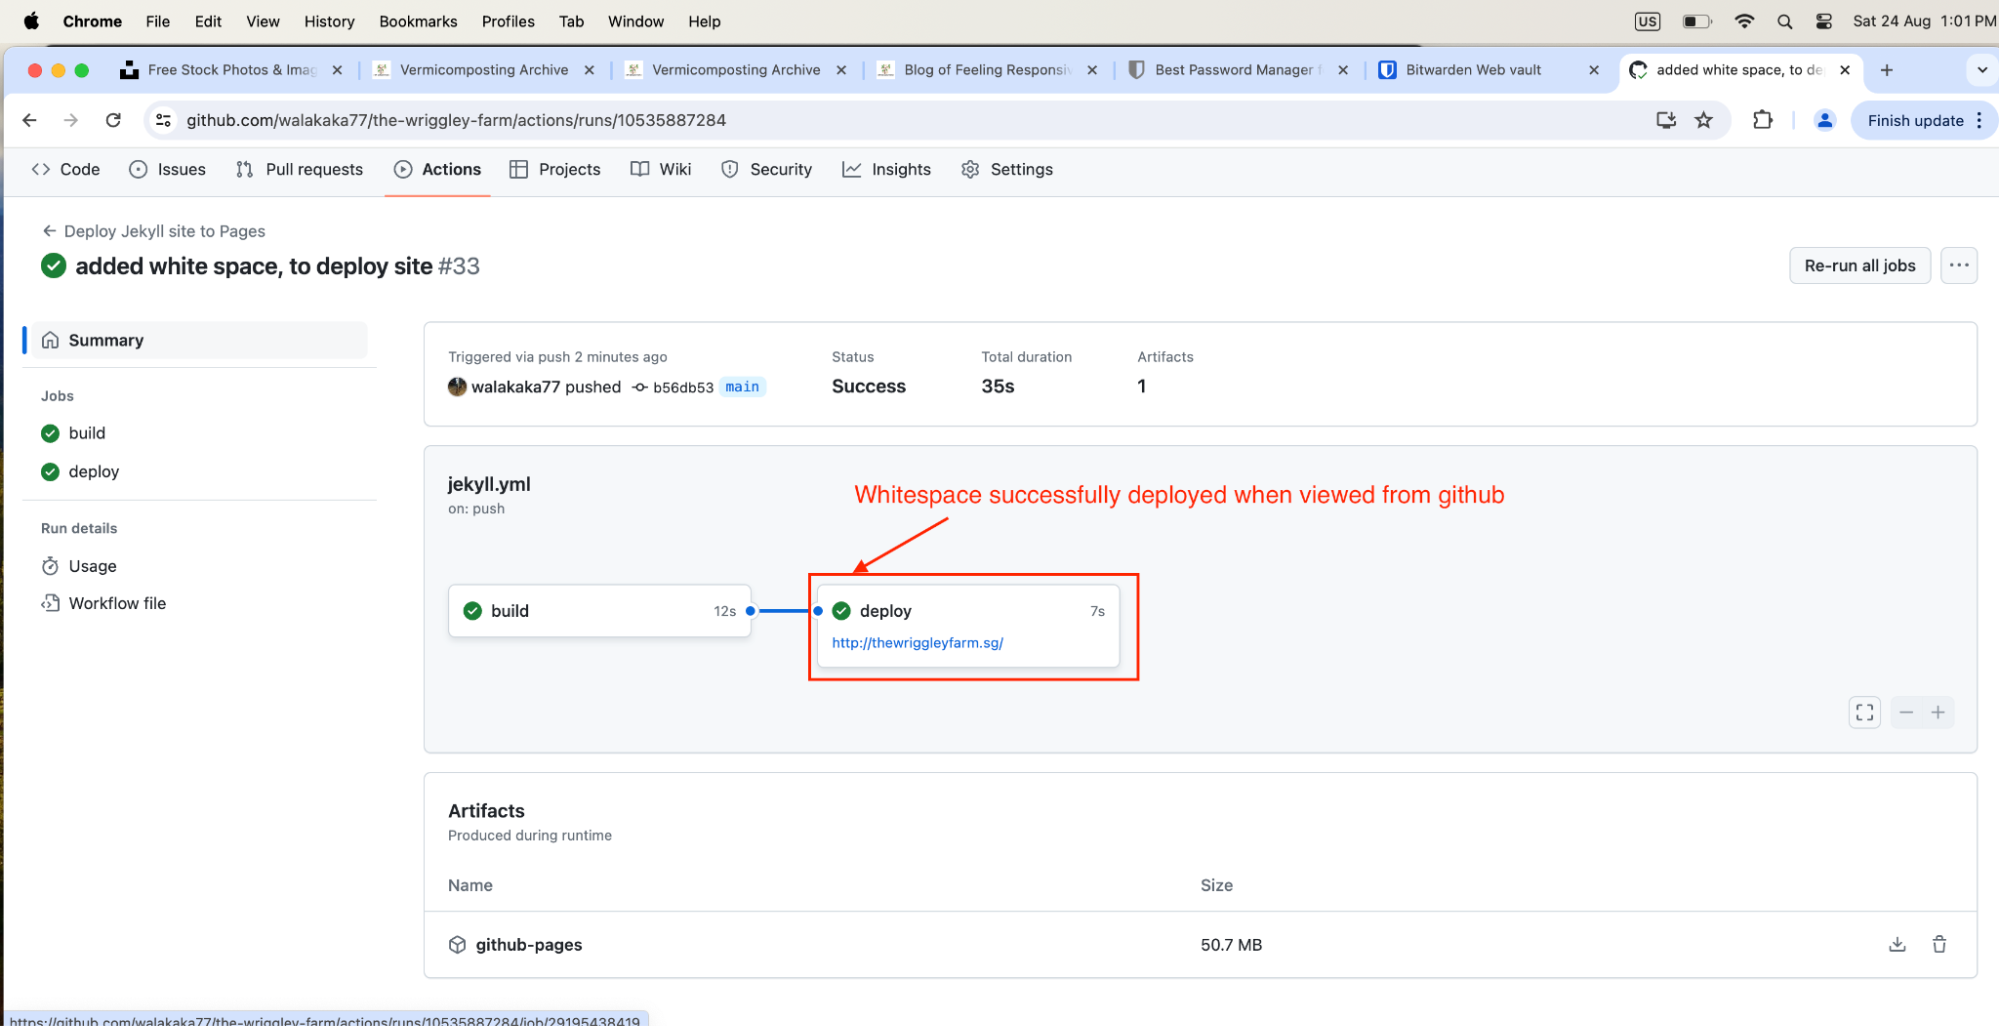 Chrome File Edit View History Bookmarks Profiles Tab Window Help US Sat 24 Aug 1:01 PM
Free Stock Photos & Imag Vermicomposting Archive Vermicomposting Archive Blog of Feeling Responsiv Best Password Manager f Bitwarden Web vault added white space, to de
github.com/walakaka77/the-wriggley-farm/actions/runs/10535887284 Finish update
Code Issues Pull requests Actions Projects Wiki Security Insights Settings
Deploy Jekyll site to Pages
added white space, to deploy site #33
Re-run all jobs
Summary
Jobs
build
deploy
Run details
Usage
Workflow file
Triggered via push 2 minutes ago
walakaka77 pushed b56db53 main
Status
Success
Total duration
35s
Artifacts
1
jekyll.yml
on: push
Whitespace successfully deployed when viewed from github
build 12s
deploy 7s
http://thewriggleyfarm.sg/
Artifacts
Produced during runtime
Name Size
github-pages 50.7 MB
https://github.com/walakaka77/the-wriggley-farm/actions/runs/10535887284/job/29195438419